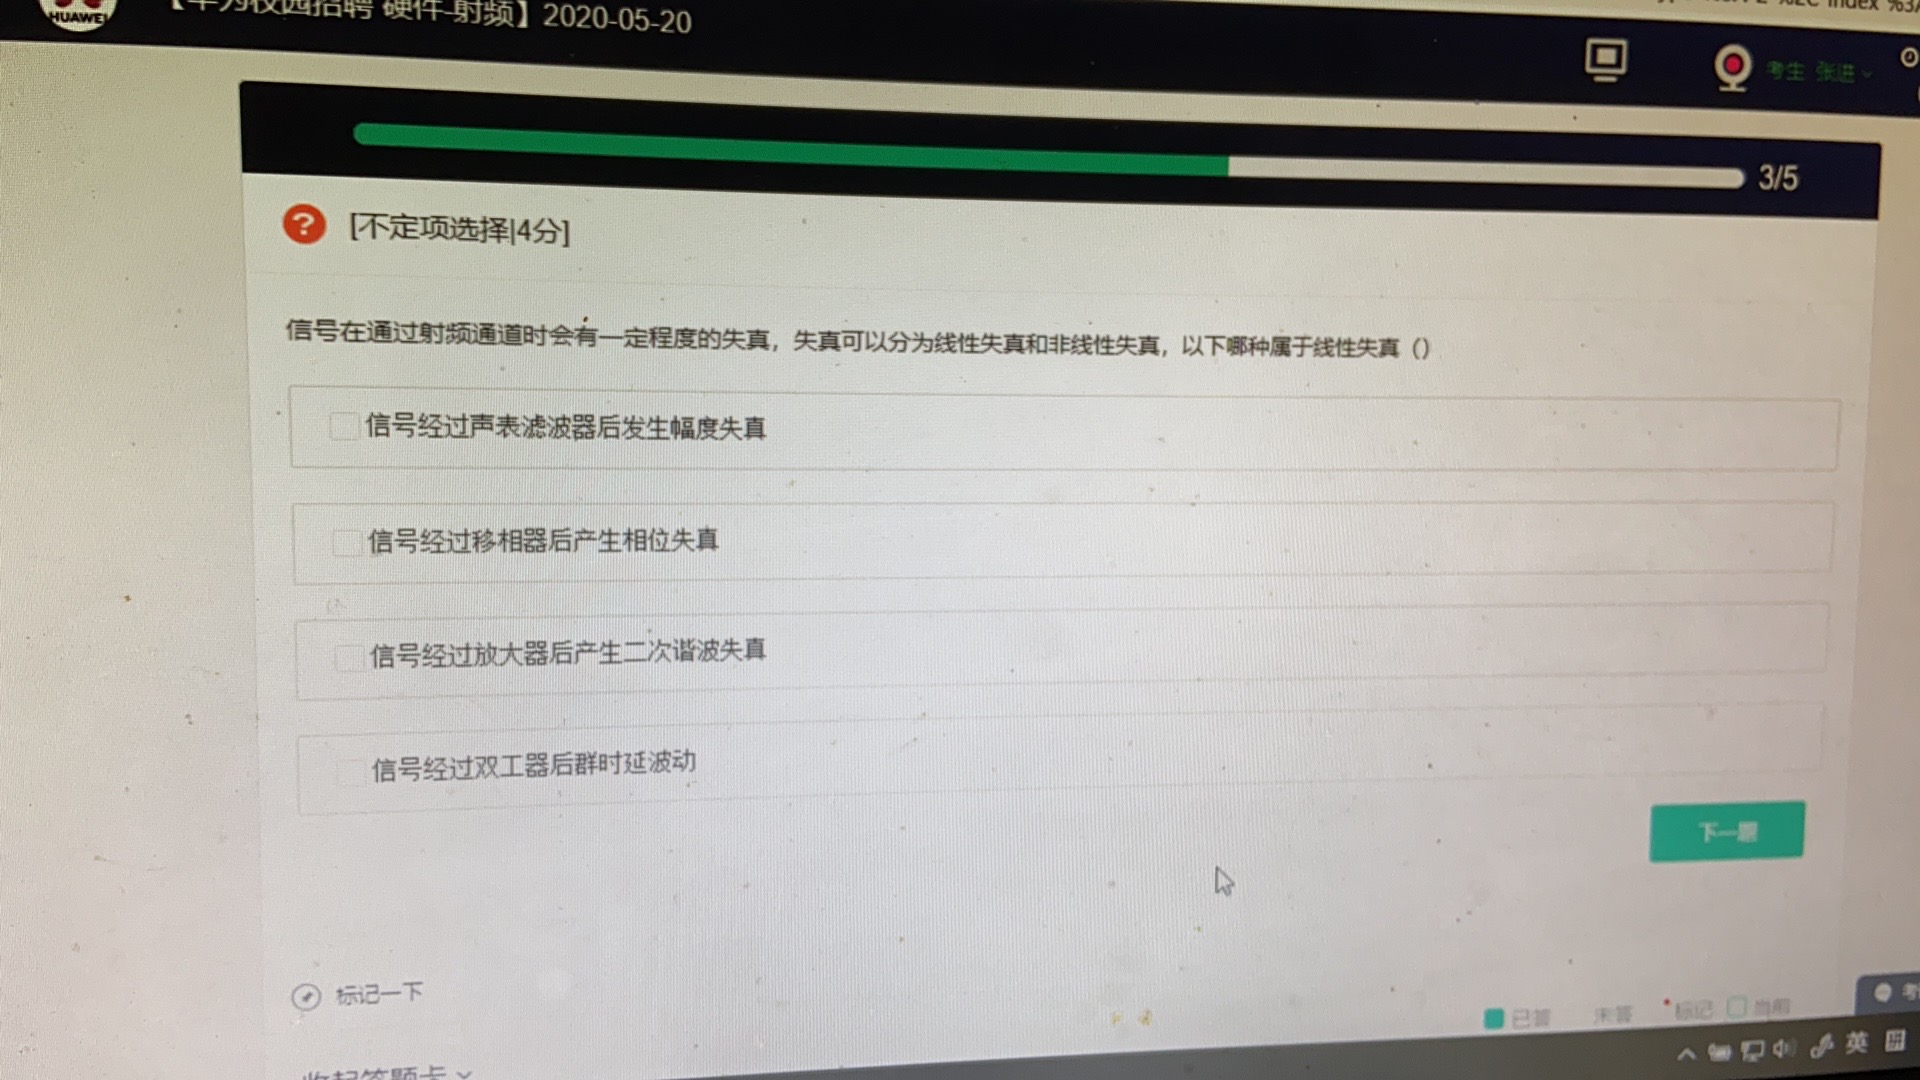 HUAWEI
校园招聘 硬件-射频】2020-05-20
考生 张进
3/5
[不定项选择|4分]
信号在通过射频通道时会有一定程度的失真，失真可以分为线性失真和非线性失真，以下哪种属于线性失真（）
信号经过声表滤波器后发生幅度失真
信号经过移相器后产生相位失真
信号经过放大器后产生二次谐波失真
信号经过双工器后群时延波动
下一题
标记一下
已答 未答 标记 当前
收起答题卡
英